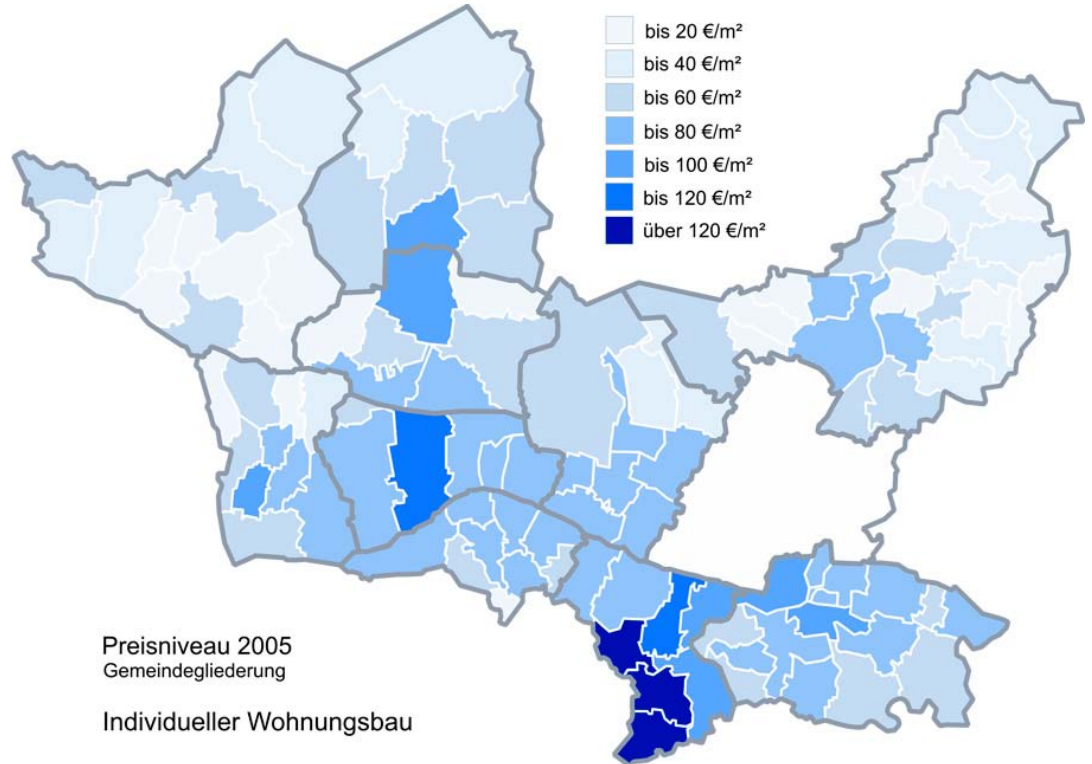 bis 20 €/m²
bis 40 €/m²
bis 60 €/m²
bis 80 €/m²
bis 100 €/m²
bis 120 €/m²
über 120 €/m²
Preisniveau 2005
Gemeindegliederung
Individueller Wohnungsbau